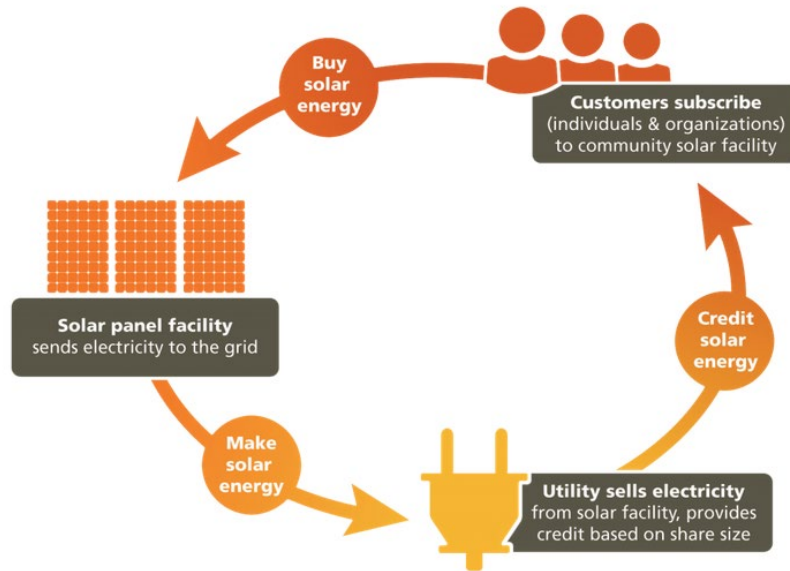 Buy
solar
energy
Customers subscribe
(individuals & organizations)
to community solar facility
Solar panel facility
sends electricity to the grid
Credit
solar
energy
Make
solar
energy
Utility sells electricity
from solar facility, provides
credit based on share size